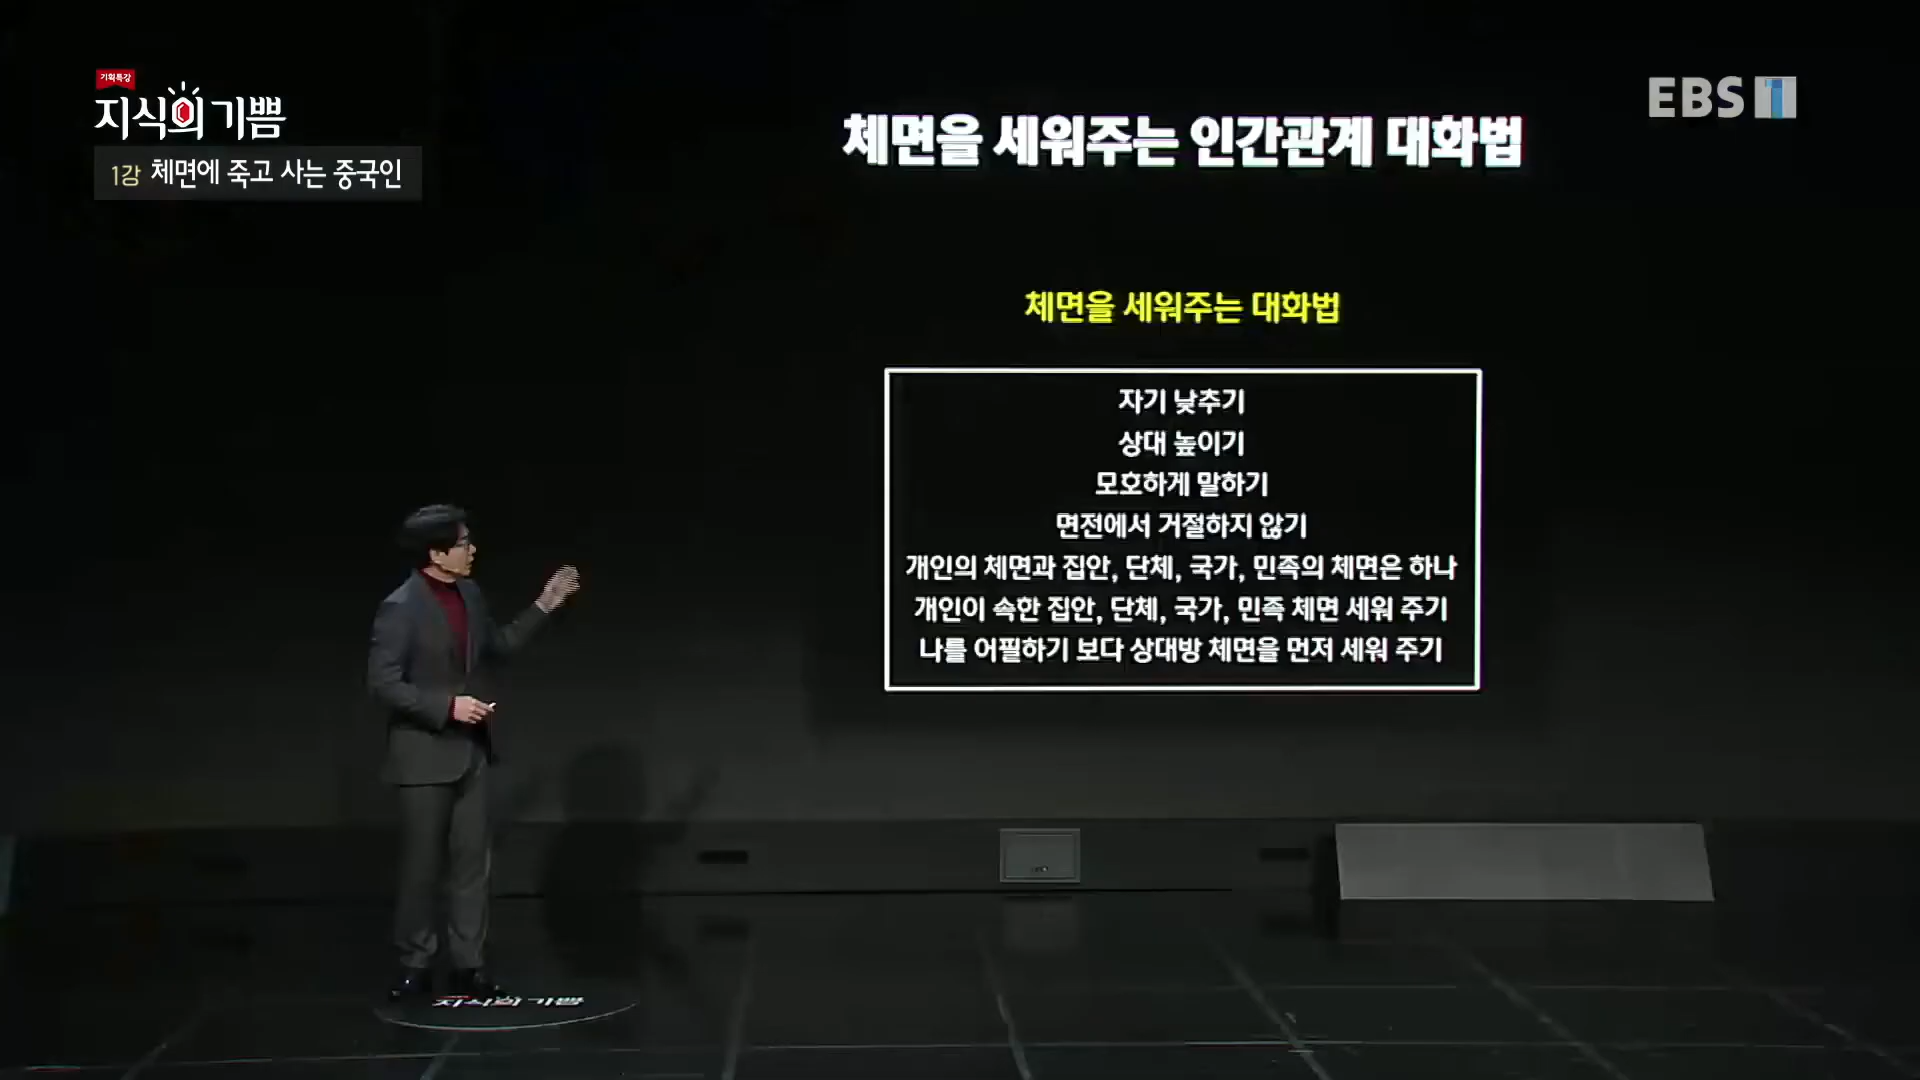 기획특강
지식의 기쁨
1강 체면에 죽고 사는 중국인
EBS 1
체면을 세워주는 인간관계 대화법
체면을 세워주는 대화법
자기 낮추기
상대 높이기
모호하게 말하기
면전에서 거절하지 않기
개인의 체면과 집안, 단체, 국가, 민족의 체면은 하나
개인이 속한 집안, 단체, 국가, 민족 체면 세워 주기
나를 어필하기 보다 상대방 체면을 먼저 세워 주기
지식의 기쁨